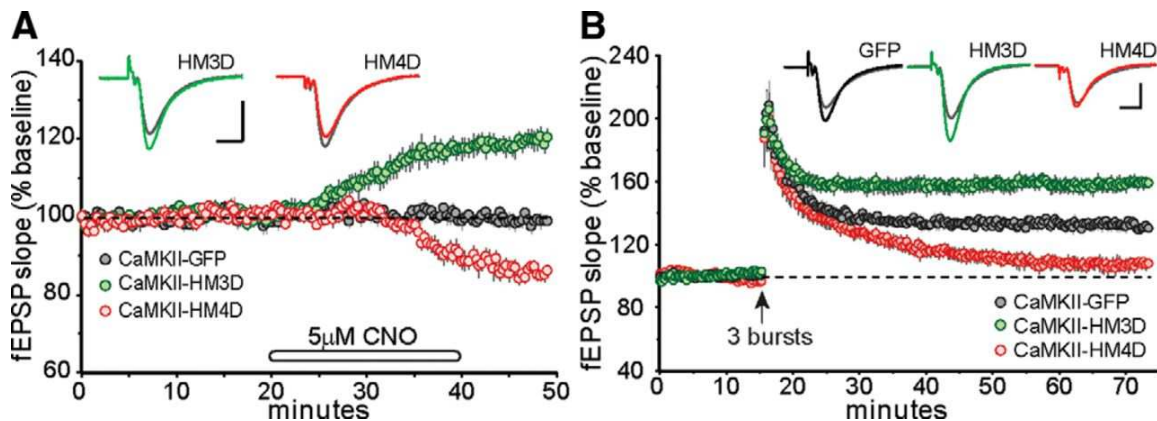 A
HM3D
HM4D
fEPSP slope (% baseline)
140
120
100
80
60
CaMKII-GFP
CaMKII-HM3D
CaMKII-HM4D
5μM CNO
0
10
20
30
40
50
minutes
B
GFP
HM3D
HM4D
fEPSP slope (% baseline)
240
200
160
120
80
40
3 bursts
CaMKII-GFP
CaMKII-HM3D
CaMKII-HM4D
0
10
20
30
40
50
60
70
minutes